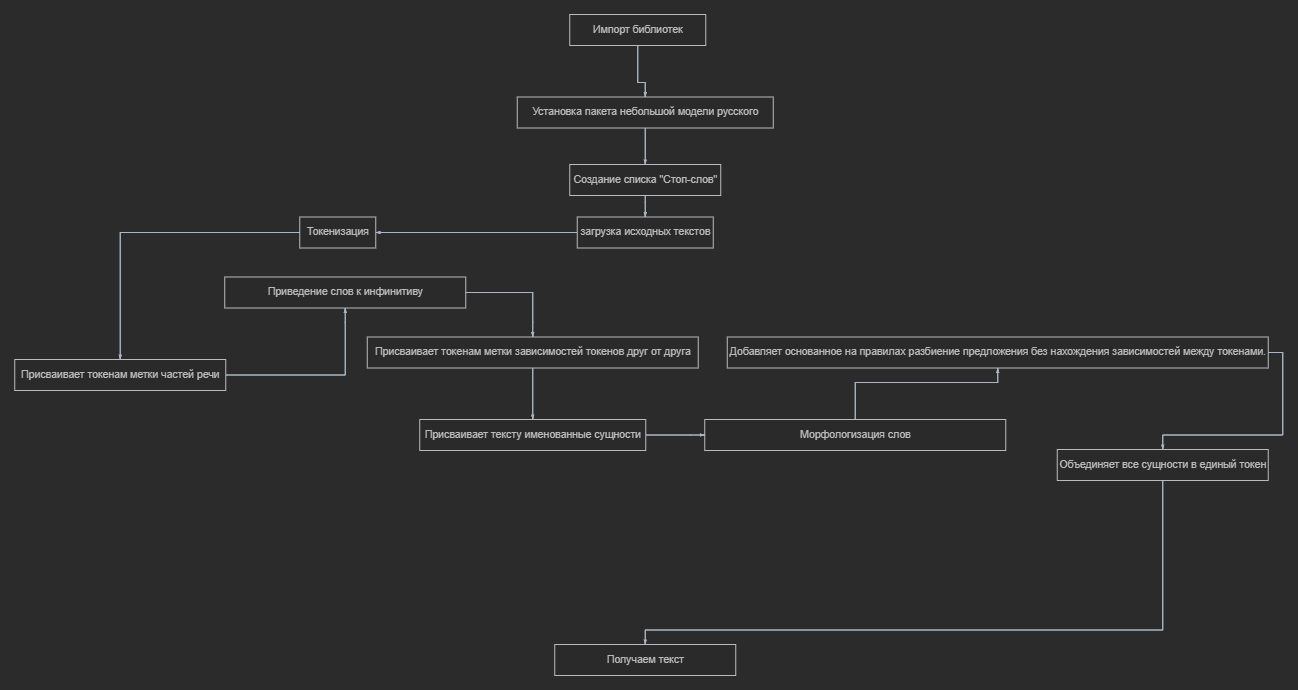 Импорт библиотек
Установка пакета небольшой модели русского
Создание списка "Стоп-слов"
загрузка исходных текстов
Токенизация
Присваивает токенам метки частей речи
Приведение слов к инфинитиву
Присваивает токенам метки зависимостей токенов друг от друга
Присваивает тексту именованные сущности
Морфологизация слов
Добавляет основанное на правилах разбиение предложения без нахождения зависимостей между токенами.
Объединяет все сущности в единый токен
Получаем текст